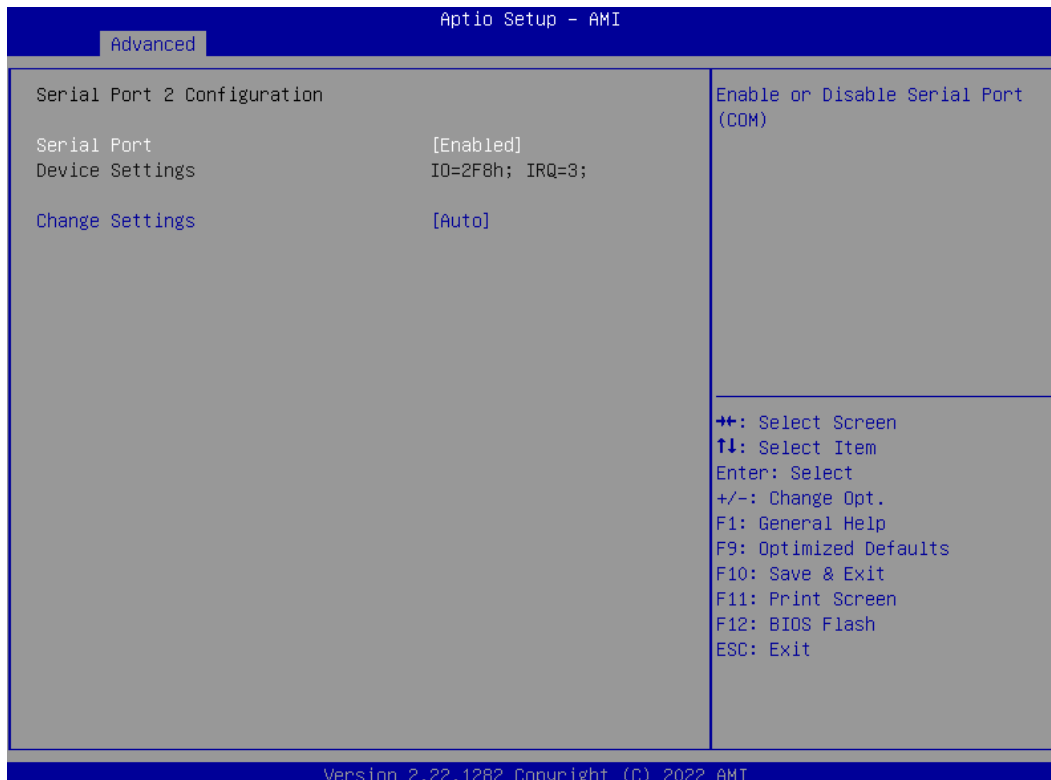 Aptio Setup – AMI
Advanced
Serial Port 2 Configuration
Serial Port [Enabled]
Device Settings IO=2F8h; IRQ=3;
Change Settings [Auto]
Enable or Disable Serial Port
(COM)
→←: Select Screen
↑↓: Select Item
Enter: Select
+/-: Change Opt.
F1: General Help
F9: Optimized Defaults
F10: Save & Exit
F11: Print Screen
F12: BIOS Flash
ESC: Exit
Version 2.22.1282 Copyright (C) 2022 AMI